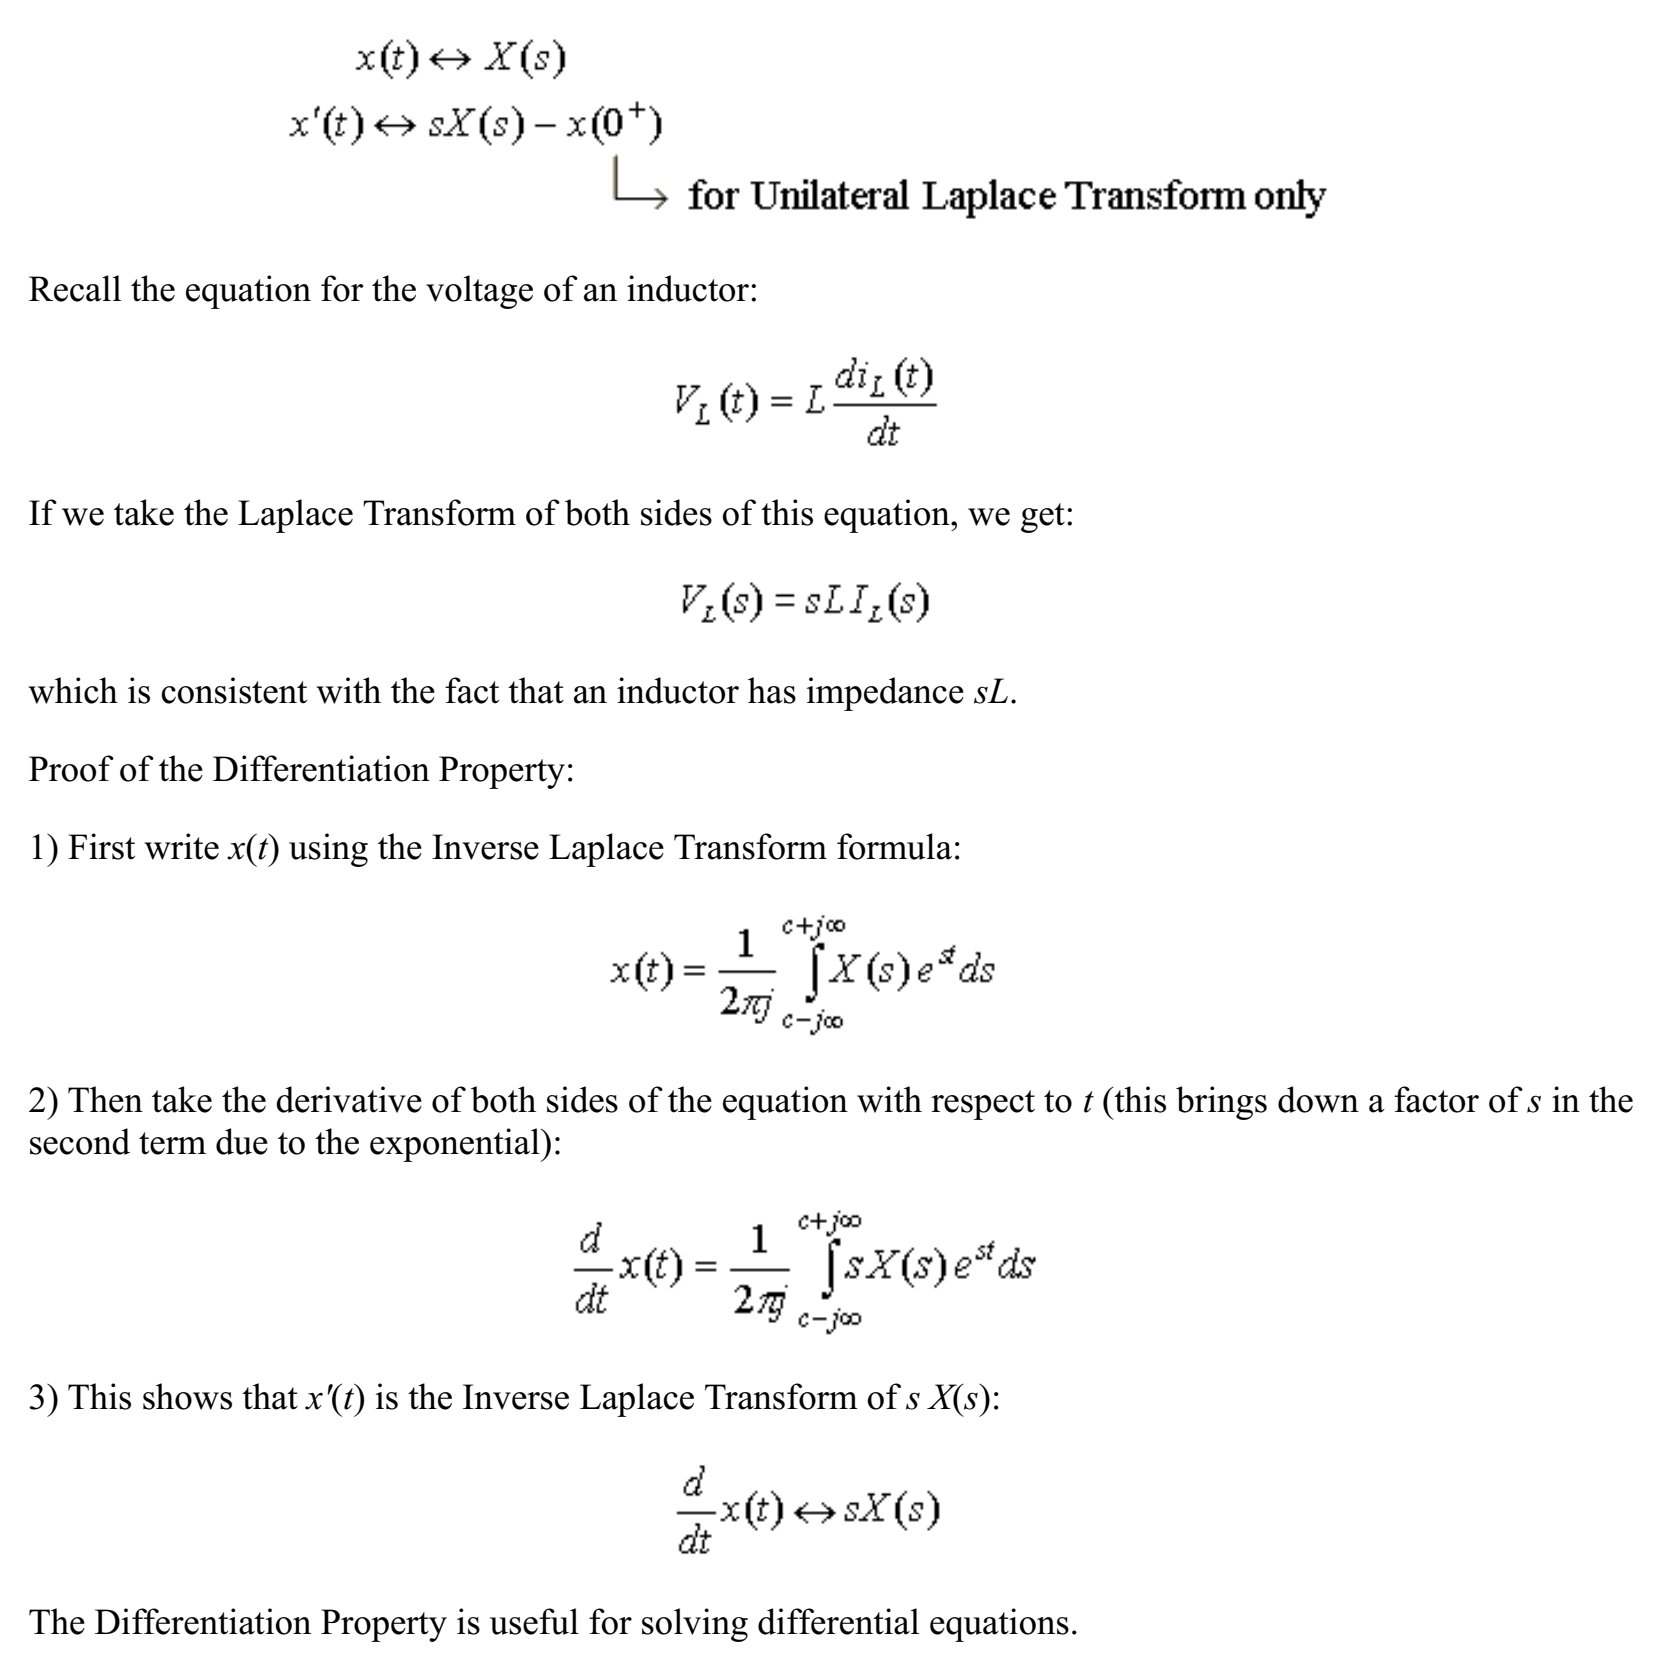 x(t) ↔ X(s)
x'(t) ↔ sX(s) − x(0⁺)
for Unilateral Laplace Transform only
Recall the equation for the voltage of an inductor:
V_L(t) = L di_L(t)/dt
If we take the Laplace Transform of both sides of this equation, we get:
V_L(s) = sLI_L(s)
which is consistent with the fact that an inductor has impedance sL.
Proof of the Differentiation Property:
1) First write x(t) using the Inverse Laplace Transform formula:
x(t) = 1/2πj ∫_{c−j∞}^{c+j∞} X(s)e^{st}ds
2) Then take the derivative of both sides of the equation with respect to t (this brings down a factor of s in the
second term due to the exponential):
d/dt x(t) = 1/2πj ∫_{c−j∞}^{c+j∞} sX(s)e^{st}ds
3) This shows that x'(t) is the Inverse Laplace Transform of s X(s):
d/dt x(t) ↔ sX(s)
The Differentiation Property is useful for solving differential equations.